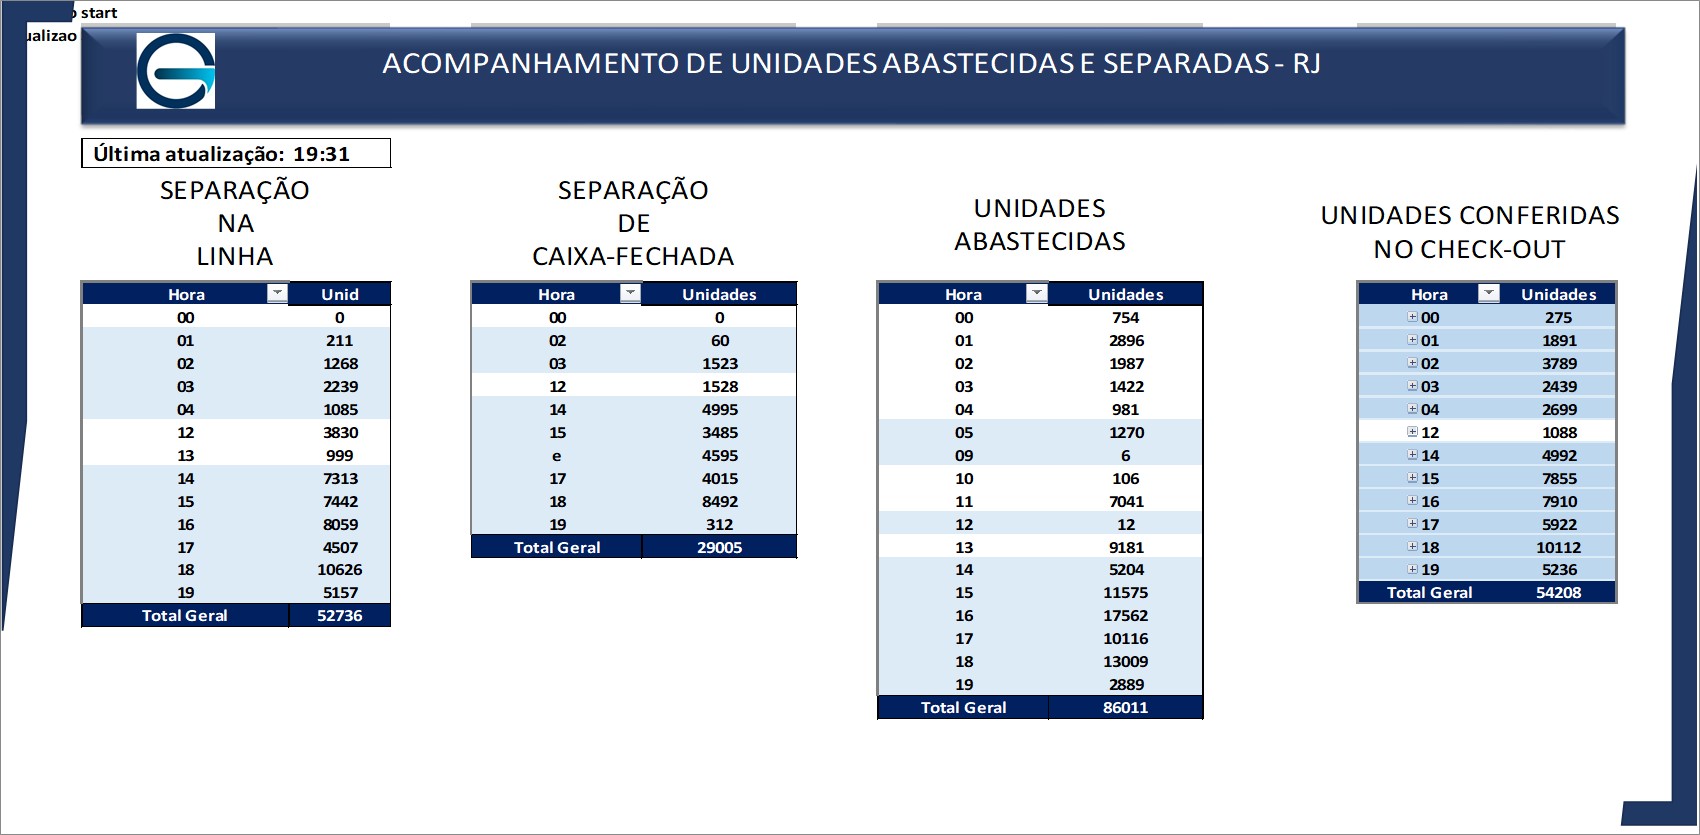 start
ualizao
ACOMPANHAMENTO DE UNIDADES ABASTECIDAS E SEPARADAS - RJ
Última atualização: 19:31
SEPARAÇÃO
NA
LINHA
Hora Unid
00 0
01 211
02 1268
03 2239
04 1085
12 3830
13 999
14 7313
15 7442
16 8059
17 4507
18 10626
19 5157
Total Geral 52736
SEPARAÇÃO
DE
CAIXA-FECHADA
Hora Unidades
00 0
02 60
03 1523
12 1528
14 4995
15 3485
e 4595
17 4015
18 8492
19 312
Total Geral 29005
UNIDADES
ABASTECIDAS
Hora Unidades
00 754
01 2896
02 1987
03 1422
04 981
05 1270
09 6
10 106
11 7041
12 12
13 9181
14 5204
15 11575
16 17562
17 10116
18 13009
19 2889
Total Geral 86011
UNIDADES CONFERIDAS
NO CHECK-OUT
Hora Unidades
00 275
01 1891
02 3789
03 2439
04 2699
12 1088
14 4992
15 7855
16 7910
17 5922
18 10112
19 5236
Total Geral 54208